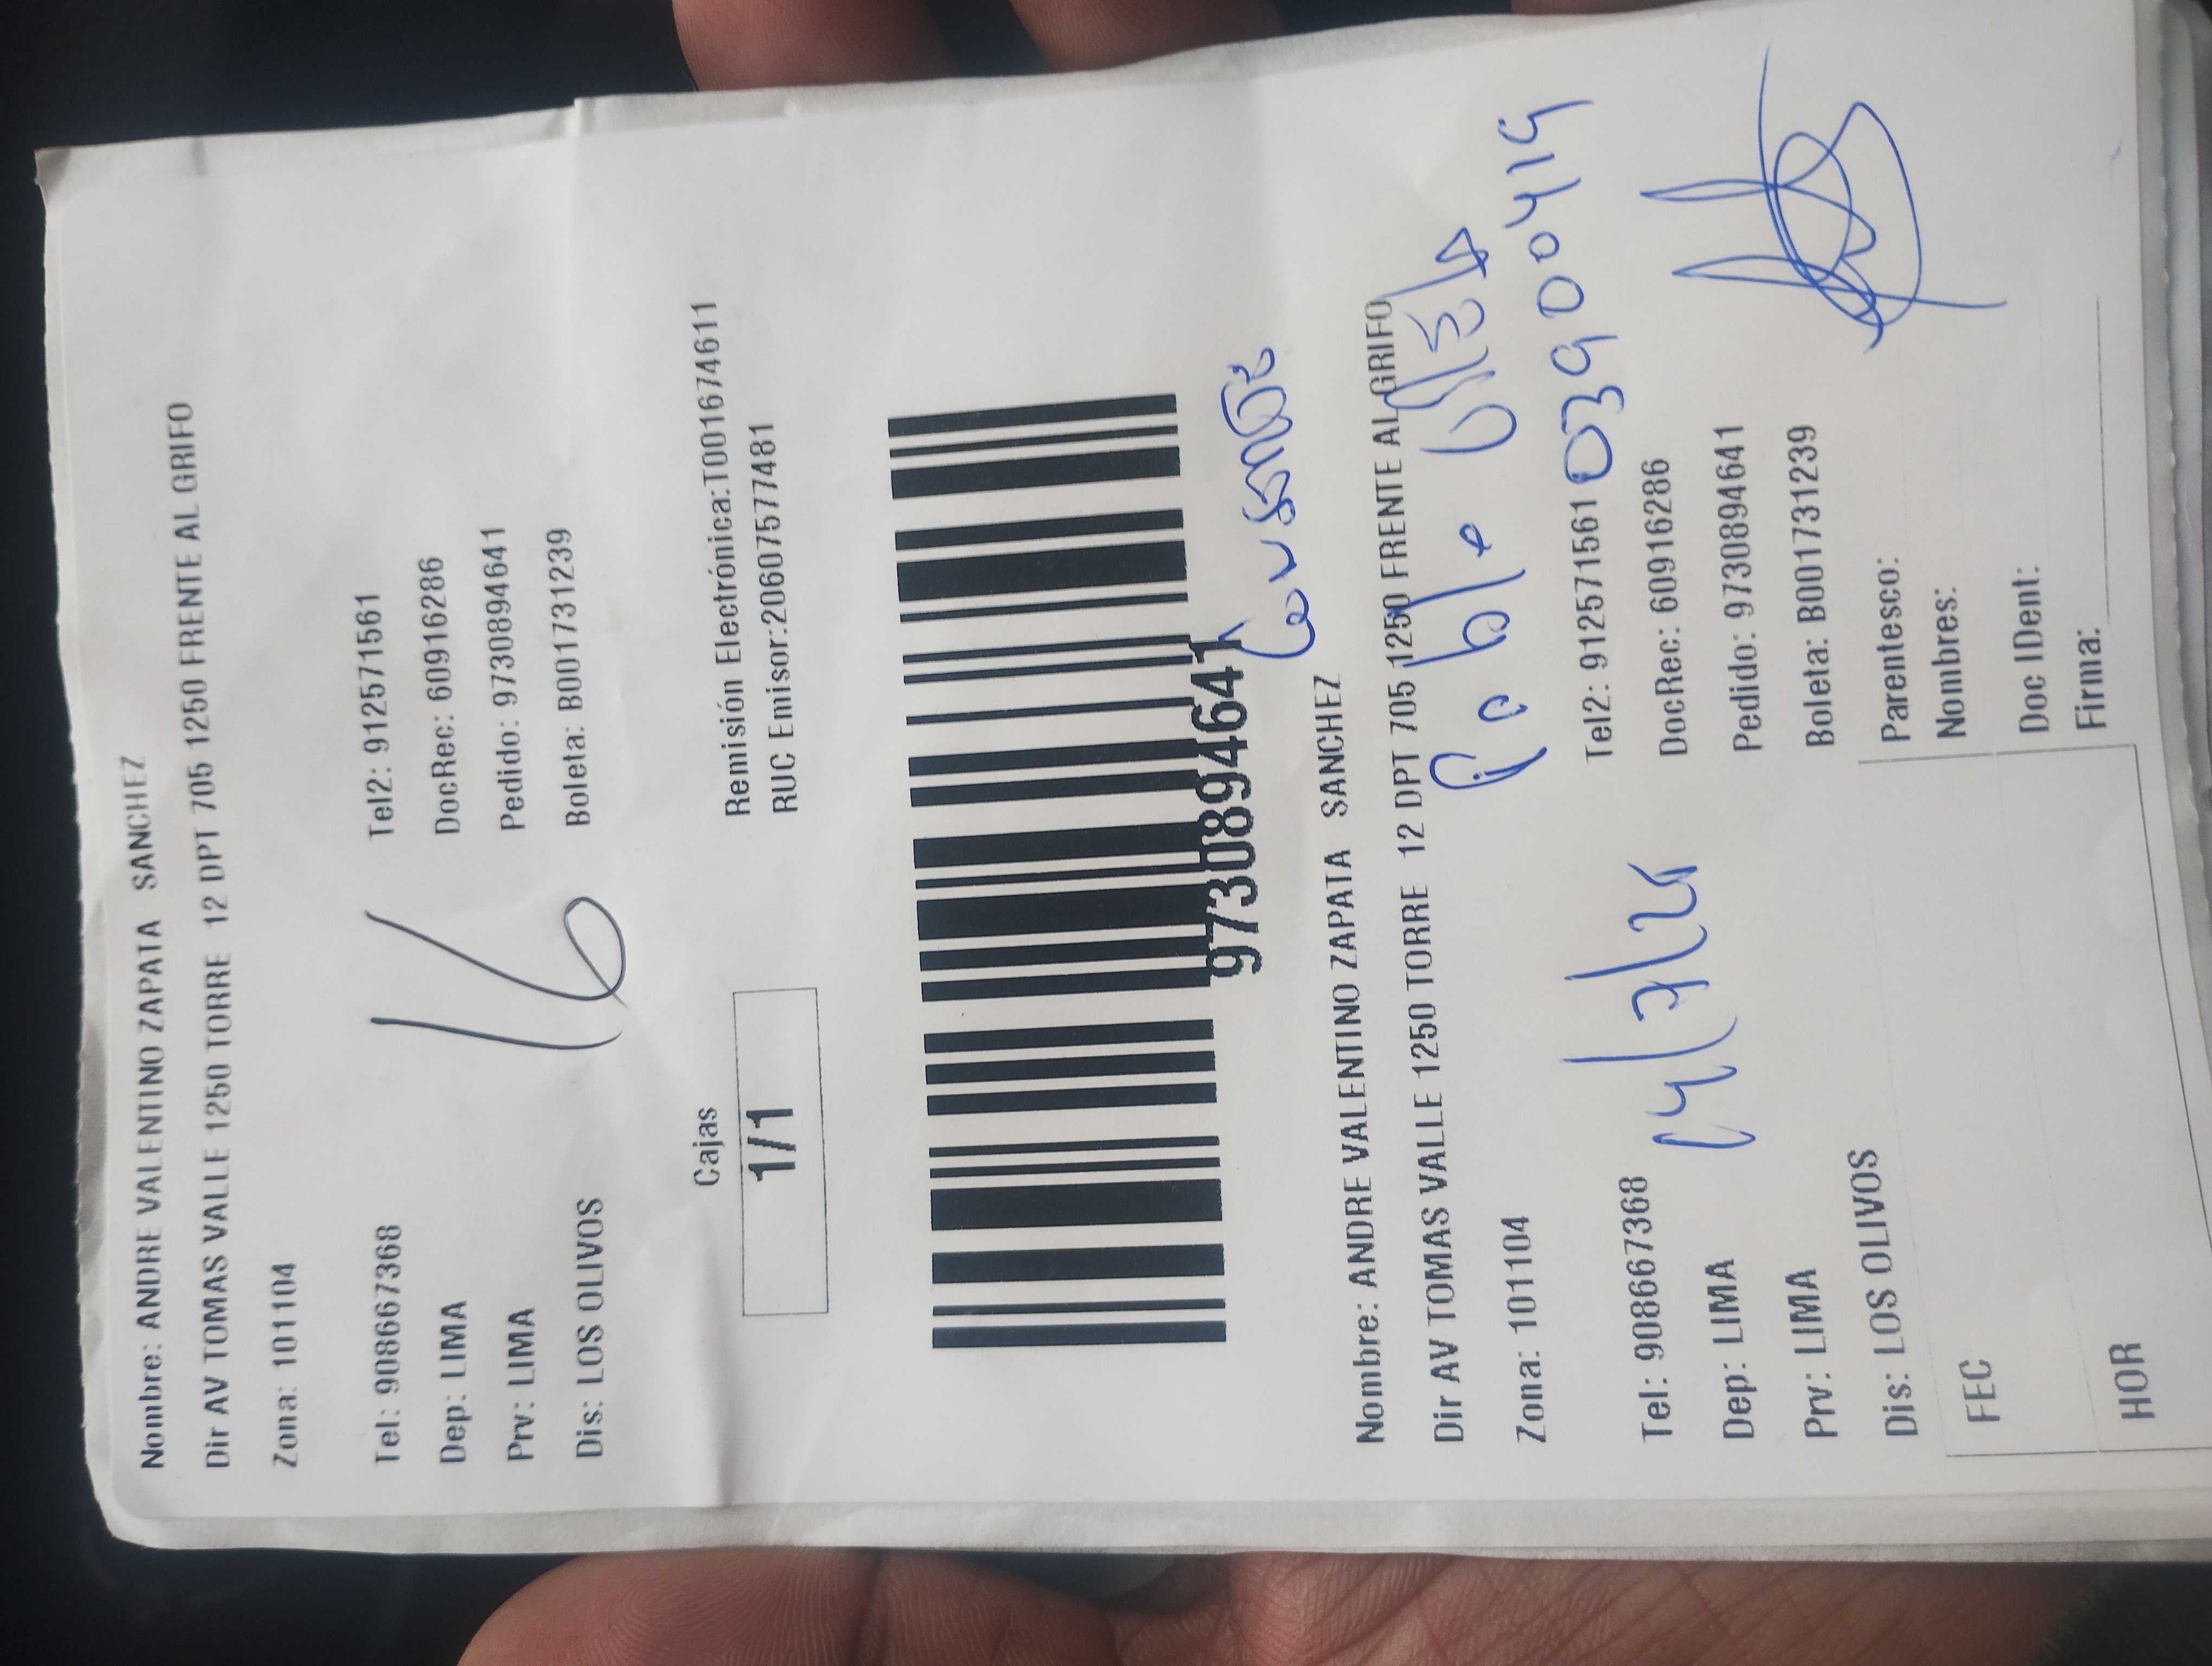 Nombre: ANDRE VALENTINO ZAPATA SANCHEZ
Dir AV TOMAS VALLE 1250 TORRE 12 DPT 705 1250 FRENTE AL GRIFO
Zona: 101104
Tel: 908667368 Tel2: 912571561
Dep: LIMA DocRec: 60916286
Prv: LIMA Pedido: 9730894641
Dis: LOS OLIVOS Boleta: B001731239
16
Cajas
1/1
Remisión Electrónica:T001674611
RUC Emisor:20607577481
9730894641
Nombre: ANDRE VALENTINO ZAPATA SANCHEZ
Dir AV TOMAS VALLE 1250 TORRE 12 DPT 705 1250 FRENTE AL GRIFO
Pablo
03900419
Zona: 101104
Tel: 908667368 Tel2: 912571561
Dep: LIMA DocRec: 60916286
Prv: LIMA Pedido: 9730894641
Dis: LOS OLIVOS Boleta: B001731239
FEC Parentesco:
Nombres:
HOR Doc IDent:
Firma: